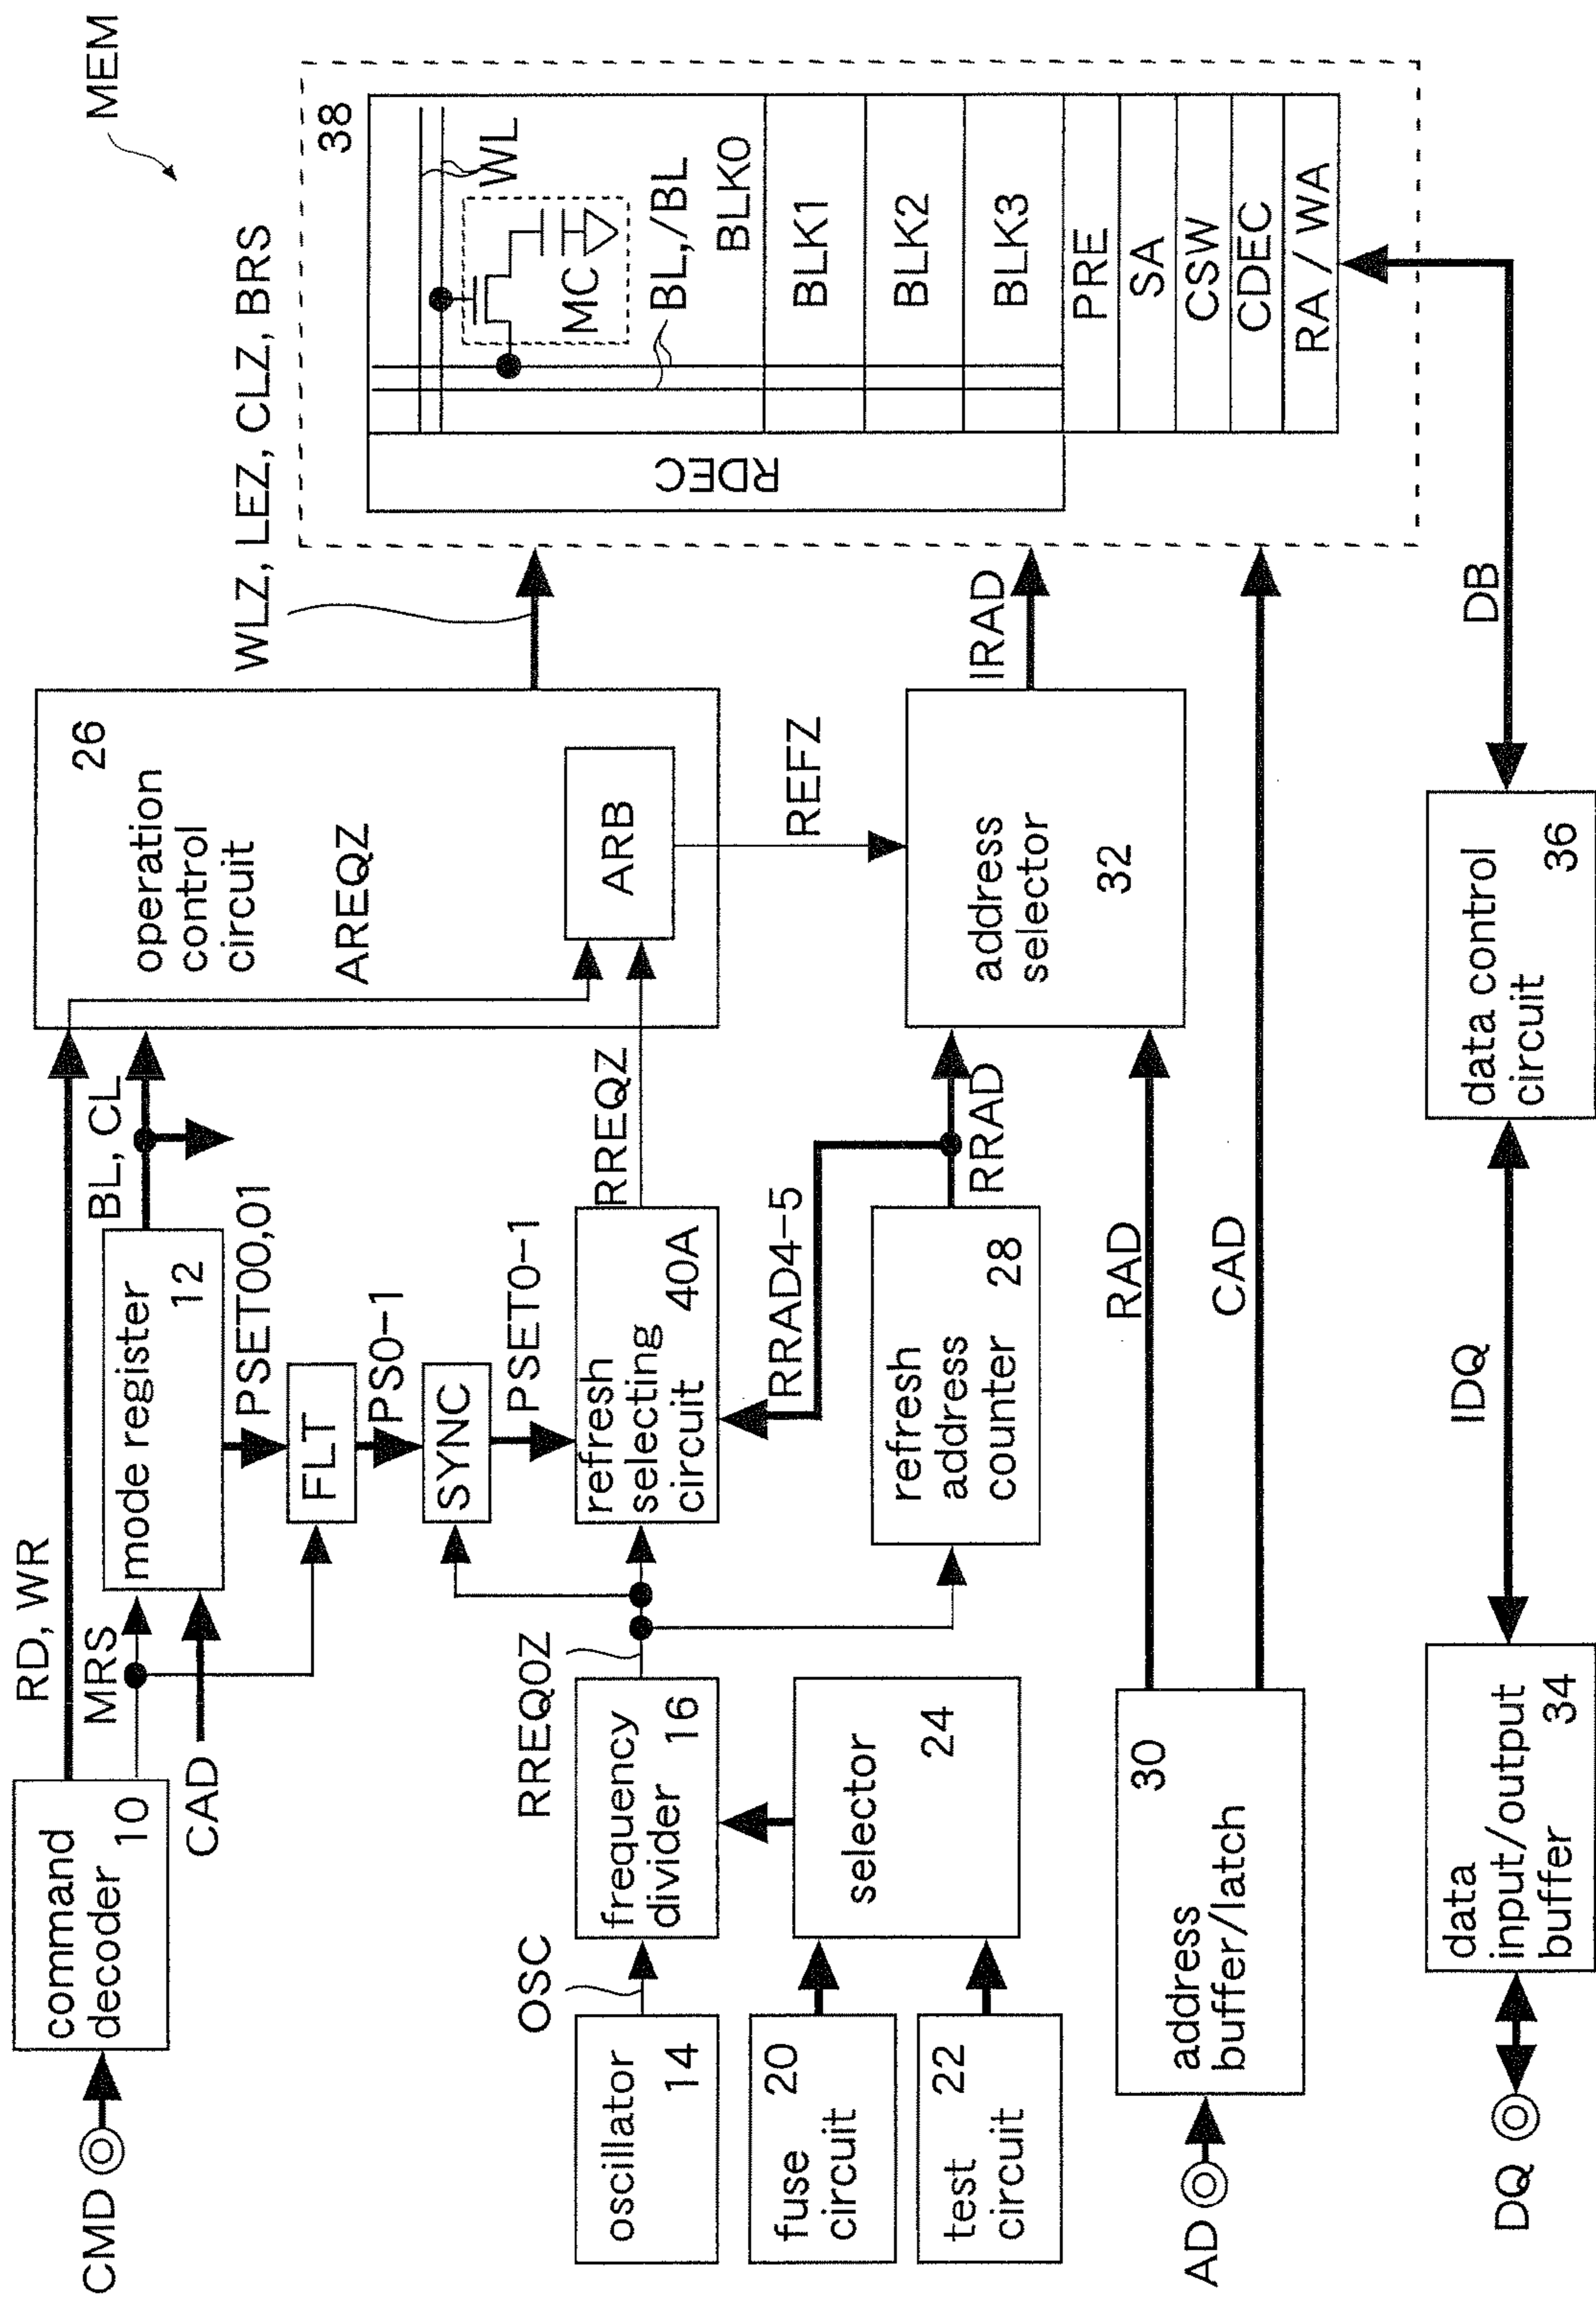 MEM
CMD
command
decoder 10
RD, WR
MRS
CAD
mode register
12
BL, CL
PSET00,01
FLT
PS0-1
SYNC
PSET0-1
operation
control
circuit
26
AREQZ
ARB
WLZ, LEZ, CLZ, BRS
REFZ
oscillator
14
OSC
frequency
divider 16
RREQ0Z
refresh
selecting
circuit 40A
RREQZ
fuse
circuit
20
test
circuit
22
selector
24
RRAD4-5
refresh
address
counter 28
RRAD
address
selector
32
IRAD
AD
address
buffer/latch
30
RAD
CAD
DQ
data
input/output
buffer 34
IDQ
data control
circuit 36
DB
38
WL
MC
BL,/BL
BLK0
BLK1
BLK2
BLK3
PRE
SA
CSW
CDEC
RA / WA
RDEC